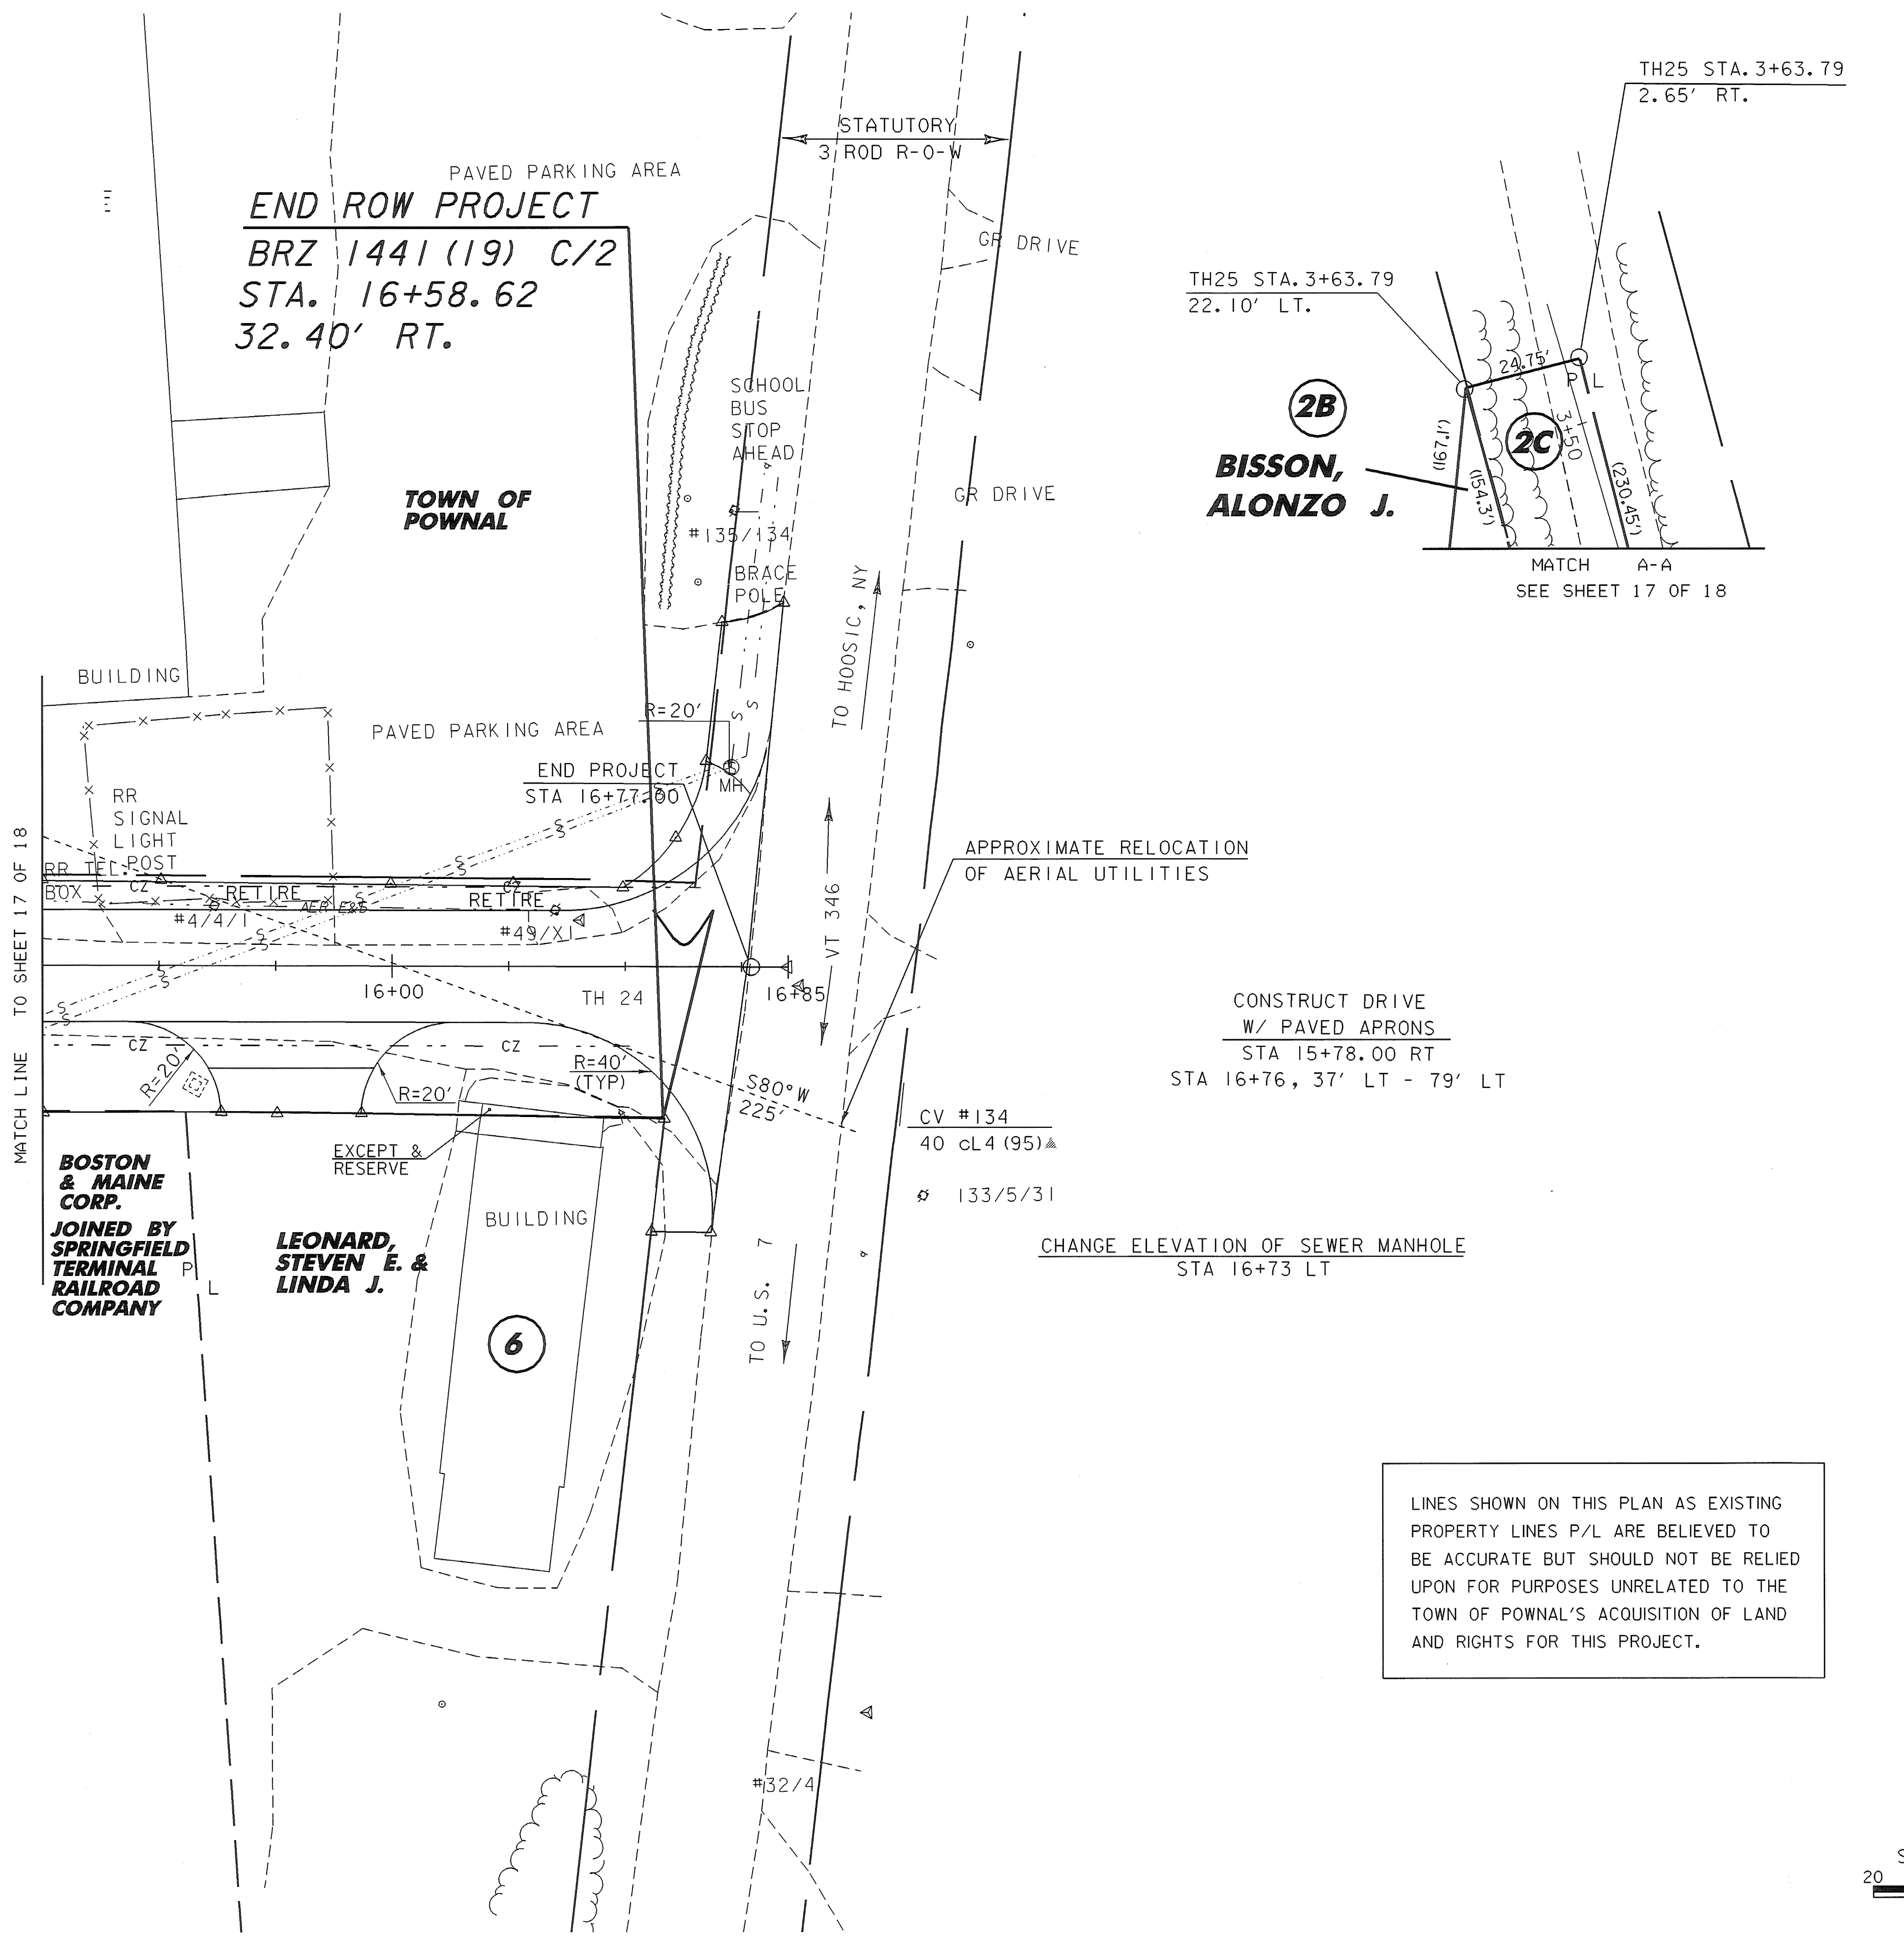 TH25 STA.3+63.79
2.65' RT.
STATUTORY
3 ROD R-O-W
PAVED PARKING AREA
END ROW PROJECT
BRZ 1441(19) C/2
STA. 16+58.62
32.40' RT.
GR DRIVE
TH25 STA.3+63.79
22.10' LT.
24.75'
P L
2B
2C
3+50
BISSON,
ALONZO J.
(167.1')
(154.3')
(230.45')
MATCH A-A
SEE SHEET 17 OF 18
SCHOOL
BUS
STOP
AHEAD
GR DRIVE
TOWN OF
POWNAL
#135/134
BRACE
POLE
TO HOOSIC, NY
BUILDING
PAVED PARKING AREA
R=20'
S
S
END PROJECT
STA 16+77.00
S
MH
RR
SIGNAL
LIGHT
POST
RR TEL.
BOX
CZ
RETIRE
CZ
RETIRE
AER E&S
#4/4/1
#49/X1
S
S
S
S
S
S
S
S
S
S
S
S
VT 346
APPROXIMATE RELOCATION
OF AERIAL UTILITIES
MATCH LINE TO SHEET 17 OF 18
16+00
TH 24
16+85
CONSTRUCT DRIVE
W/ PAVED APRONS
STA 15+78.00 RT
STA 16+76, 37' LT - 79' LT
CZ
CZ
R=20'
R=20'
R=40'
(TYP)
S80°W
225'
CV #134
40 cL4(95)
133/5/31
EXCEPT &
RESERVE
BOSTON
& MAINE
CORP.
JOINED BY
SPRINGFIELD
TERMINAL
RAILROAD
COMPANY
P
L
LEONARD,
STEVEN E. &
LINDA J.
BUILDING
6
TO U.S. 7
CHANGE ELEVATION OF SEWER MANHOLE
STA 16+73 LT
LINES SHOWN ON THIS PLAN AS EXISTING
PROPERTY LINES P/L ARE BELIEVED TO
BE ACCURATE BUT SHOULD NOT BE RELIED
UPON FOR PURPOSES UNRELATED TO THE
TOWN OF POWNAL'S ACQUISITION OF LAND
AND RIGHTS FOR THIS PROJECT.
#32/4
20